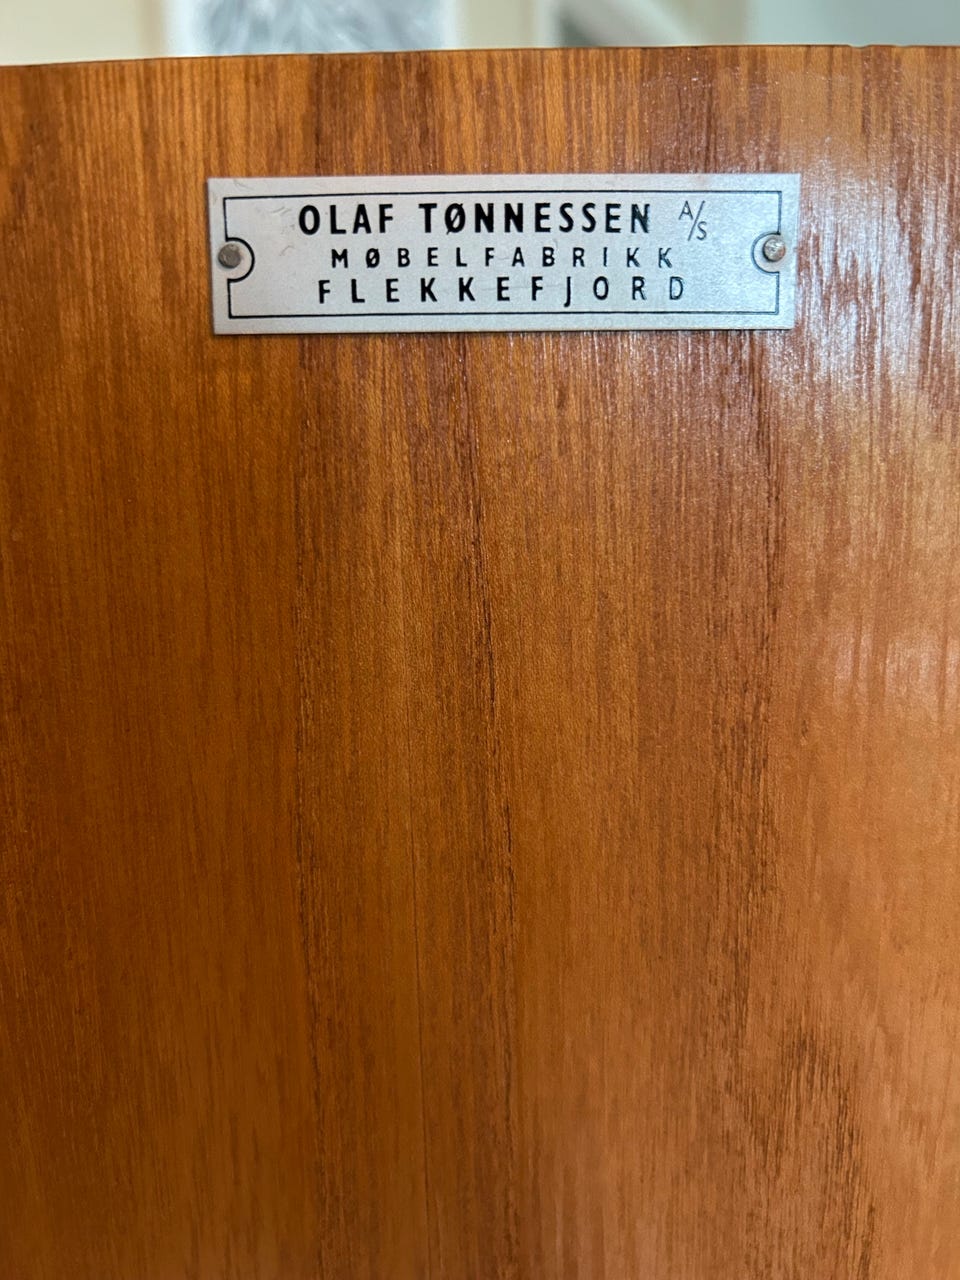 OLAF TØNNESSEN A/S
MØBELFABRIKK
FLEKKEFJORD